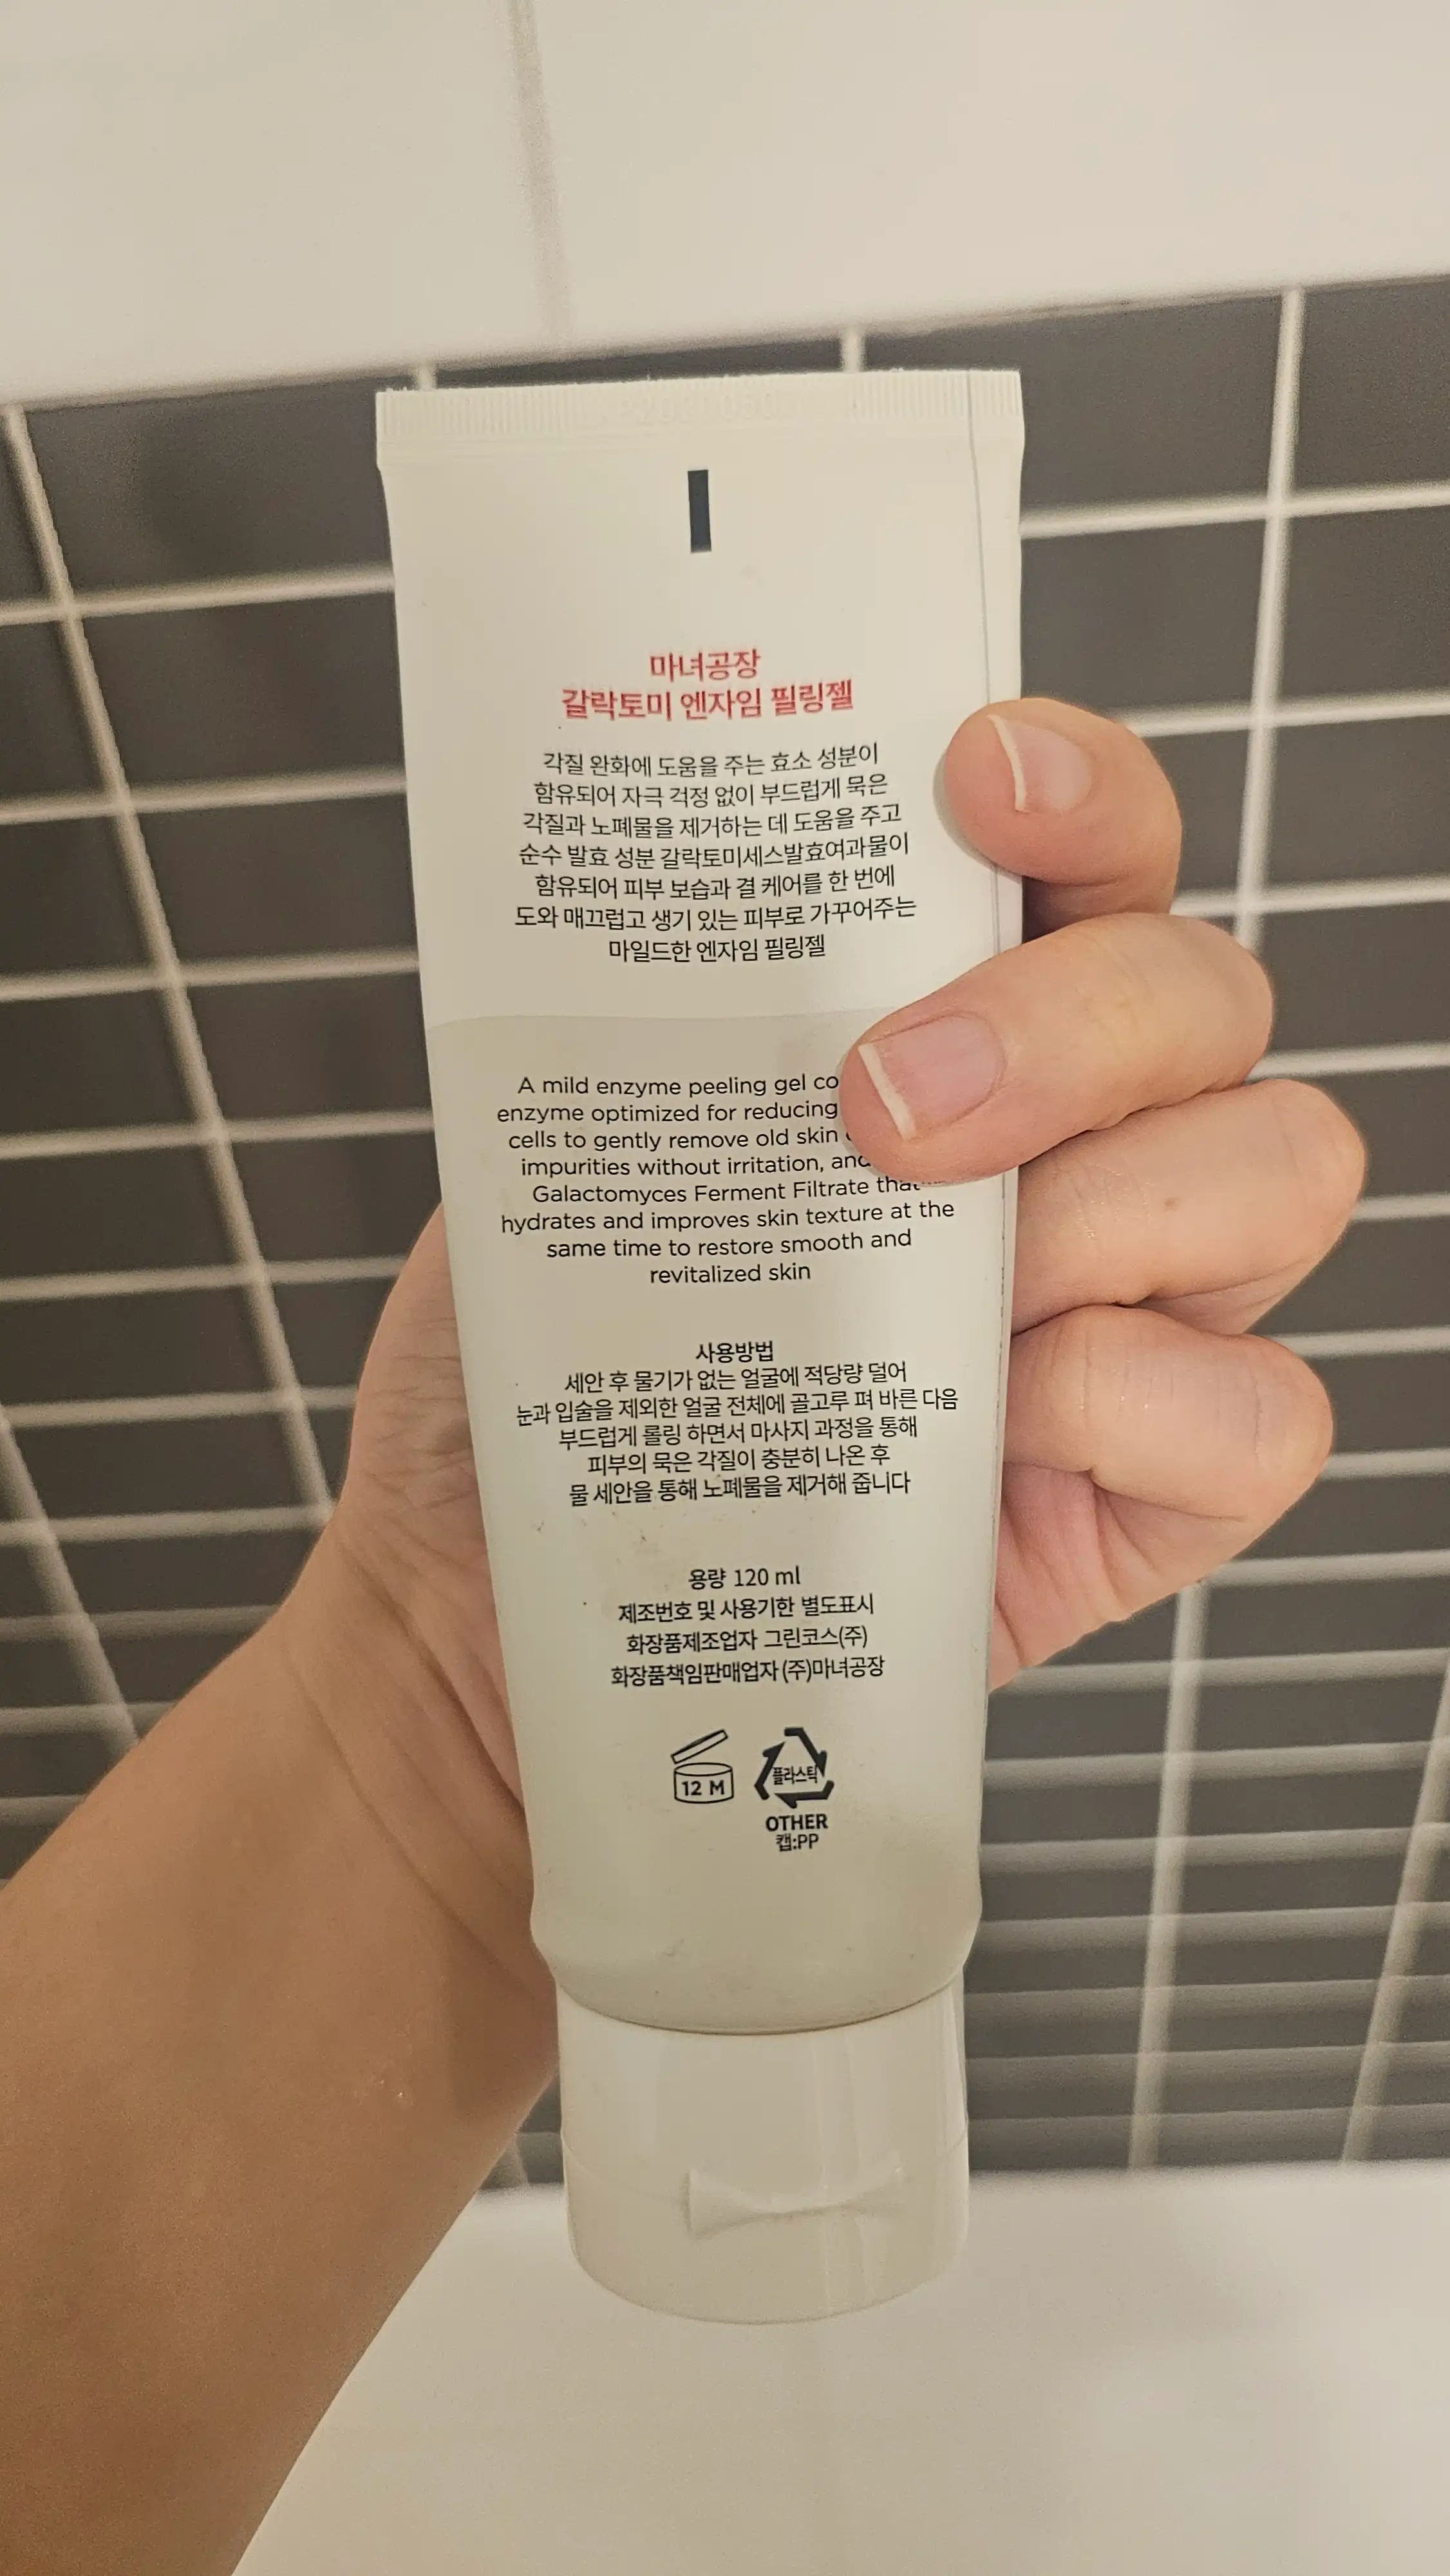 마녀공장
갈락토미 엔자임 필링젤
각질 완화에 도움을 주는 효소 성분이
함유되어 자극 걱정 없이 부드럽게 묵은
각질과 노폐물을 제거하는 데 도움을 주고
순수 발효 성분 갈락토미세스발효여과물이
함유되어 피부 보습과 결 케어를 한 번에
도와 매끄럽고 생기 있는 피부로 가꾸어주는
마일드한 엔자임 필링젤
A mild enzyme peeling gel
enzyme optimized for reducing
cells to gently remove old skin
impurities without irritation, and
Galactomyces Ferment Filtrate that
hydrates and improves skin texture at the
same time to restore smooth and
revitalized skin
사용방법
세안 후 물기가 없는 얼굴에 적당량 덜어
눈과 입술을 제외한 얼굴 전체에 골고루 펴 바른 다음
부드럽게 롤링 하면서 마사지 과정을 통해
피부의 묵은 각질이 충분히 나온 후
물 세안을 통해 노폐물을 제거해 줍니다
용량 120 ml
제조번호 및 사용기한 별도표시
화장품제조업자 그린코스(주)
화장품책임판매업자 (주)마녀공장
12 M
플라스틱
OTHER
캡:PP